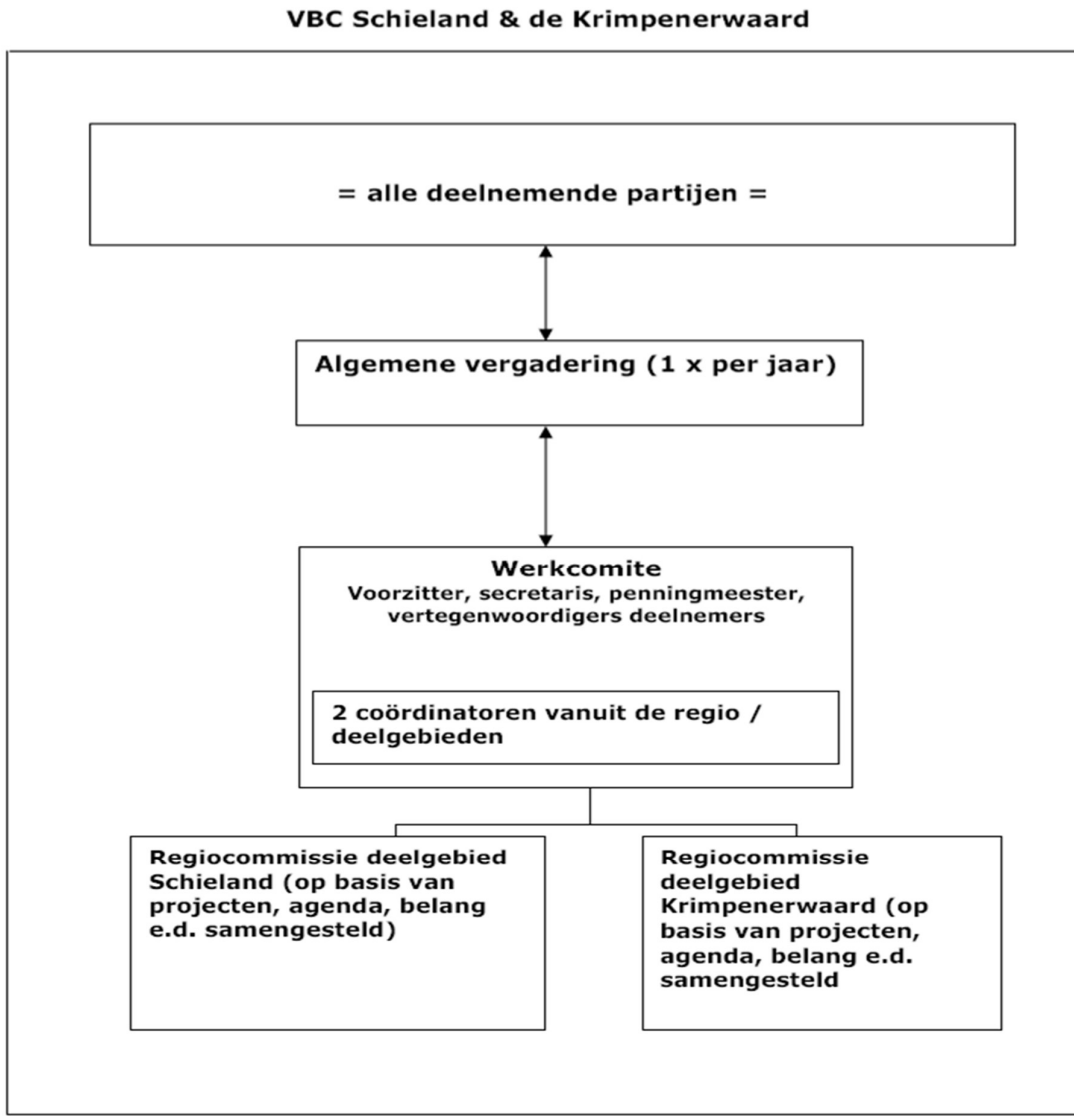 VBC Schieland & de Krimpenerwaard
= alle deelnemende partijen =
Algemene vergadering (1 x per jaar)
Werkcomite
Voorzitter, secretaris, penningmeester,
vertegenwoordigers deelnemers
2 coördinatoren vanuit de regio /
deelgebieden
Regiocommissie deelgebied
Schieland (op basis van
projecten, agenda, belang
e.d. samengesteld)
Regiocommissie
deelgebied
Krimpenerwaard (op
basis van projecten,
agenda, belang e.d.
samengesteld